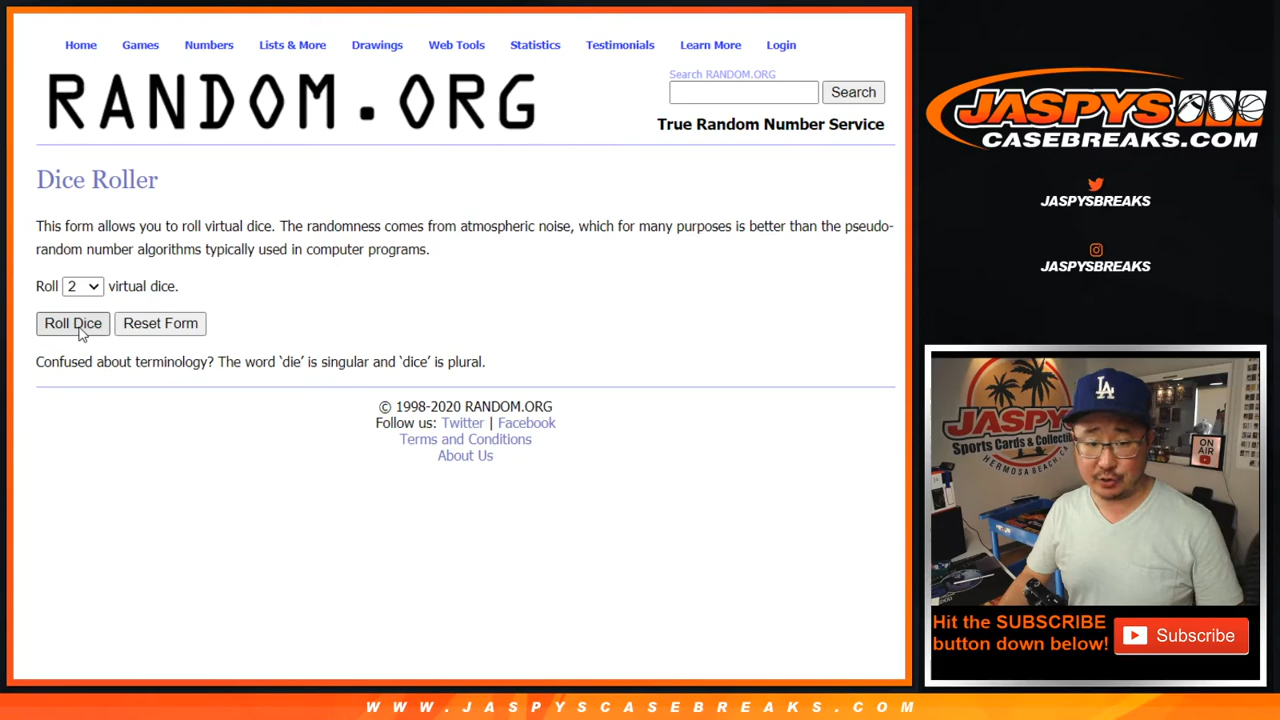 Home Games Numbers Lists & More Drawings Web Tools Statistics Testimonials Learn More Login
RANDOM.ORG
Search RANDOM.ORG
Search
True Random Number Service
Dice Roller
This form allows you to roll virtual dice. The randomness comes from atmospheric noise, which for many purposes is better than the pseudo-
random number algorithms typically used in computer programs.
Roll 2 virtual dice.
Roll Dice Reset Form
Confused about terminology? The word ‘die’ is singular and ‘dice’ is plural.
© 1998-2020 RANDOM.ORG
Follow us: Twitter | Facebook
Terms and Conditions
About Us
JASPYS
CASEBREAKS.COM
JASPYSBREAKS
JASPYSBREAKS
JASPYS
Sports Cards & Collectib
HERMOSA BEACH, CA
LA
ON
AIR
Hit the SUBSCRIBE
button down below!
Subscribe
WWW.JASPYSCASEBREAKS.COM